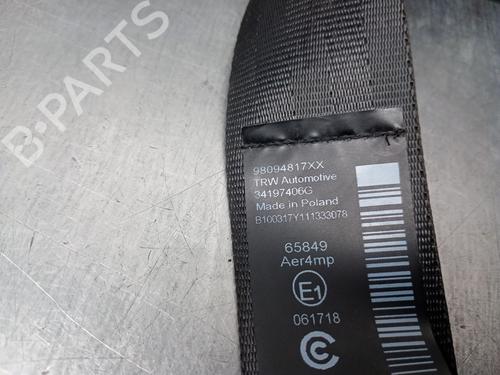 B-PARTS
98094817XX
TRW Automotive
34197406G
Made in Poland
B100317Y111333078
65849
Aer4mp
E1
061718